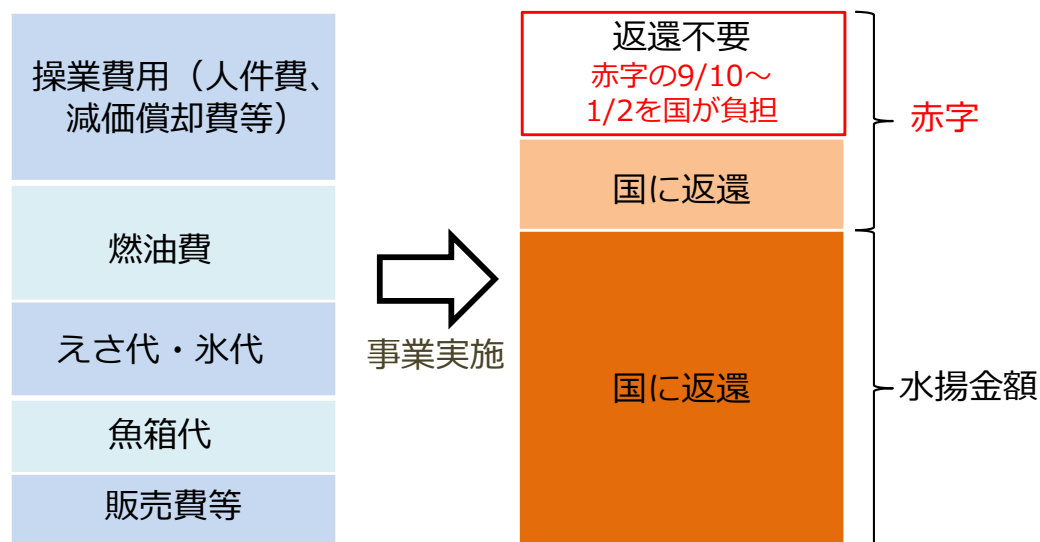 操業費用（人件費、
減価償却費等）
燃油費
えさ代・氷代
魚箱代
販売費等
事業実施
返還不要
赤字の9/10～
1/2を国が負担
国に返還
国に返還
赤字
水揚金額